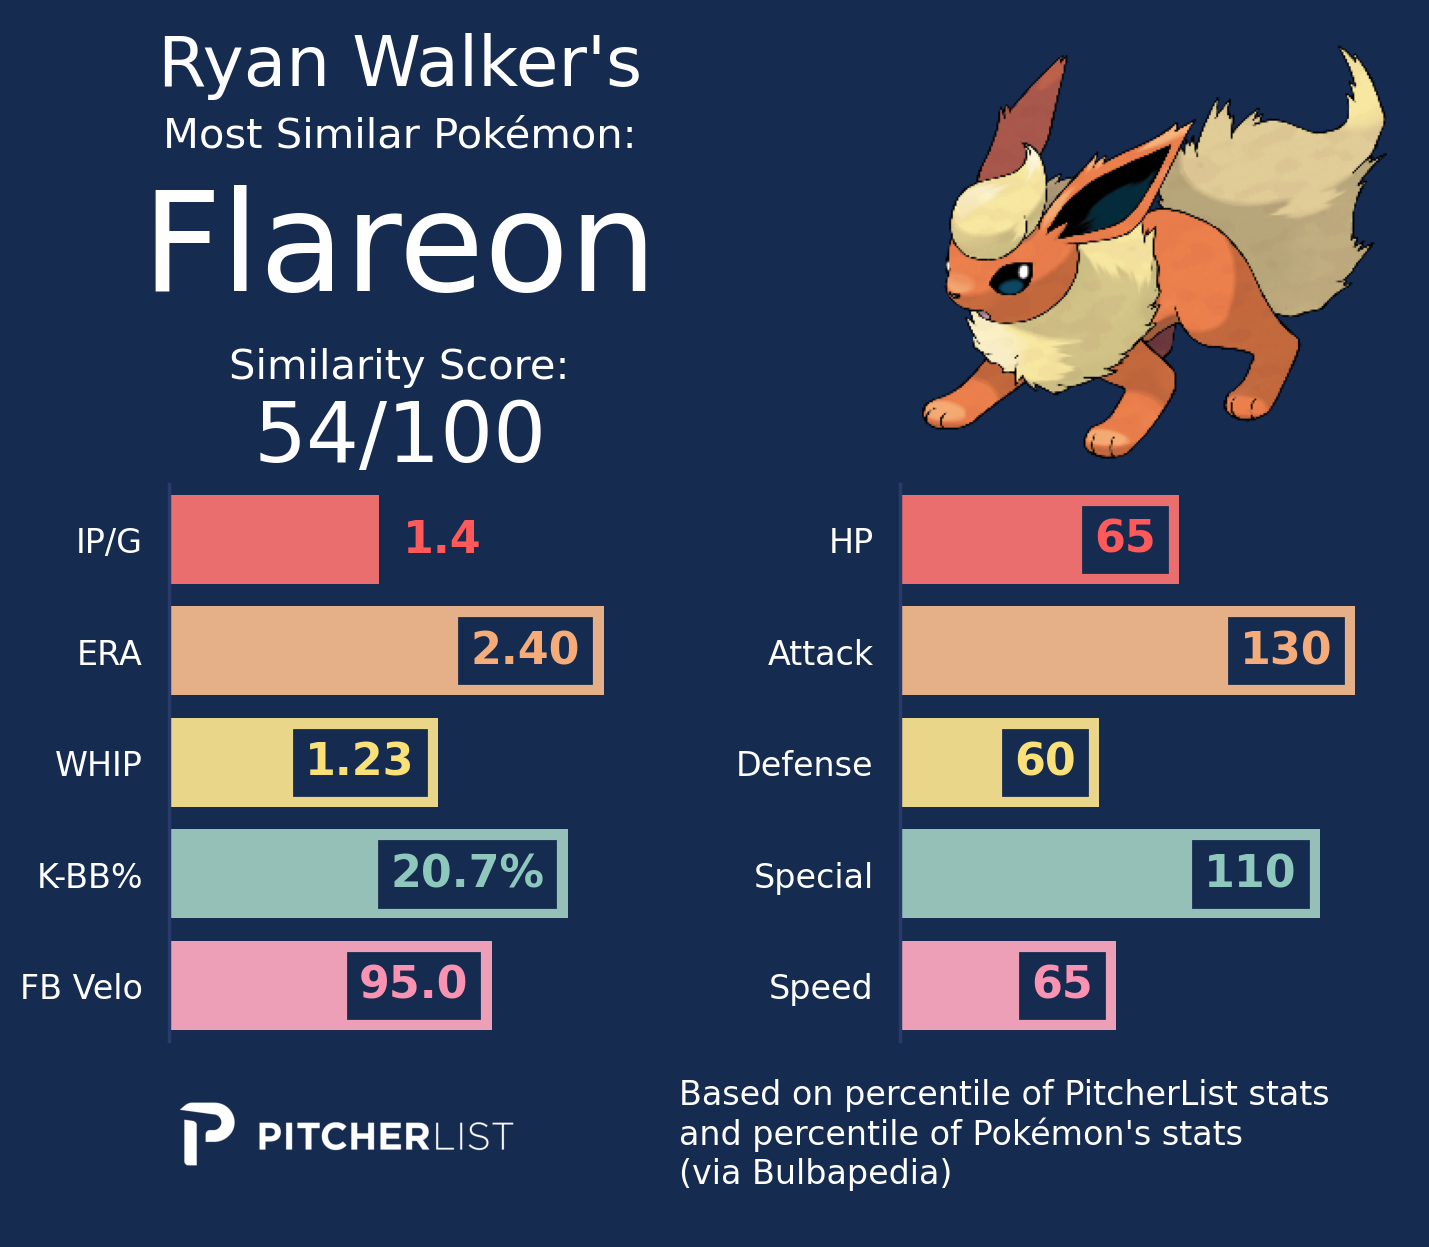 Ryan Walker's
Most Similar Pokémon:
Flareon
Similarity Score:
54/100
IP/G 1.4
ERA 2.40
WHIP 1.23
K-BB% 20.7%
FB Velo 95.0
HP 65
Attack 130
Defense 60
Special 110
Speed 65
PITCHERLIST
Based on percentile of PitcherList stats
and percentile of Pokémon's stats
(via Bulbapedia)